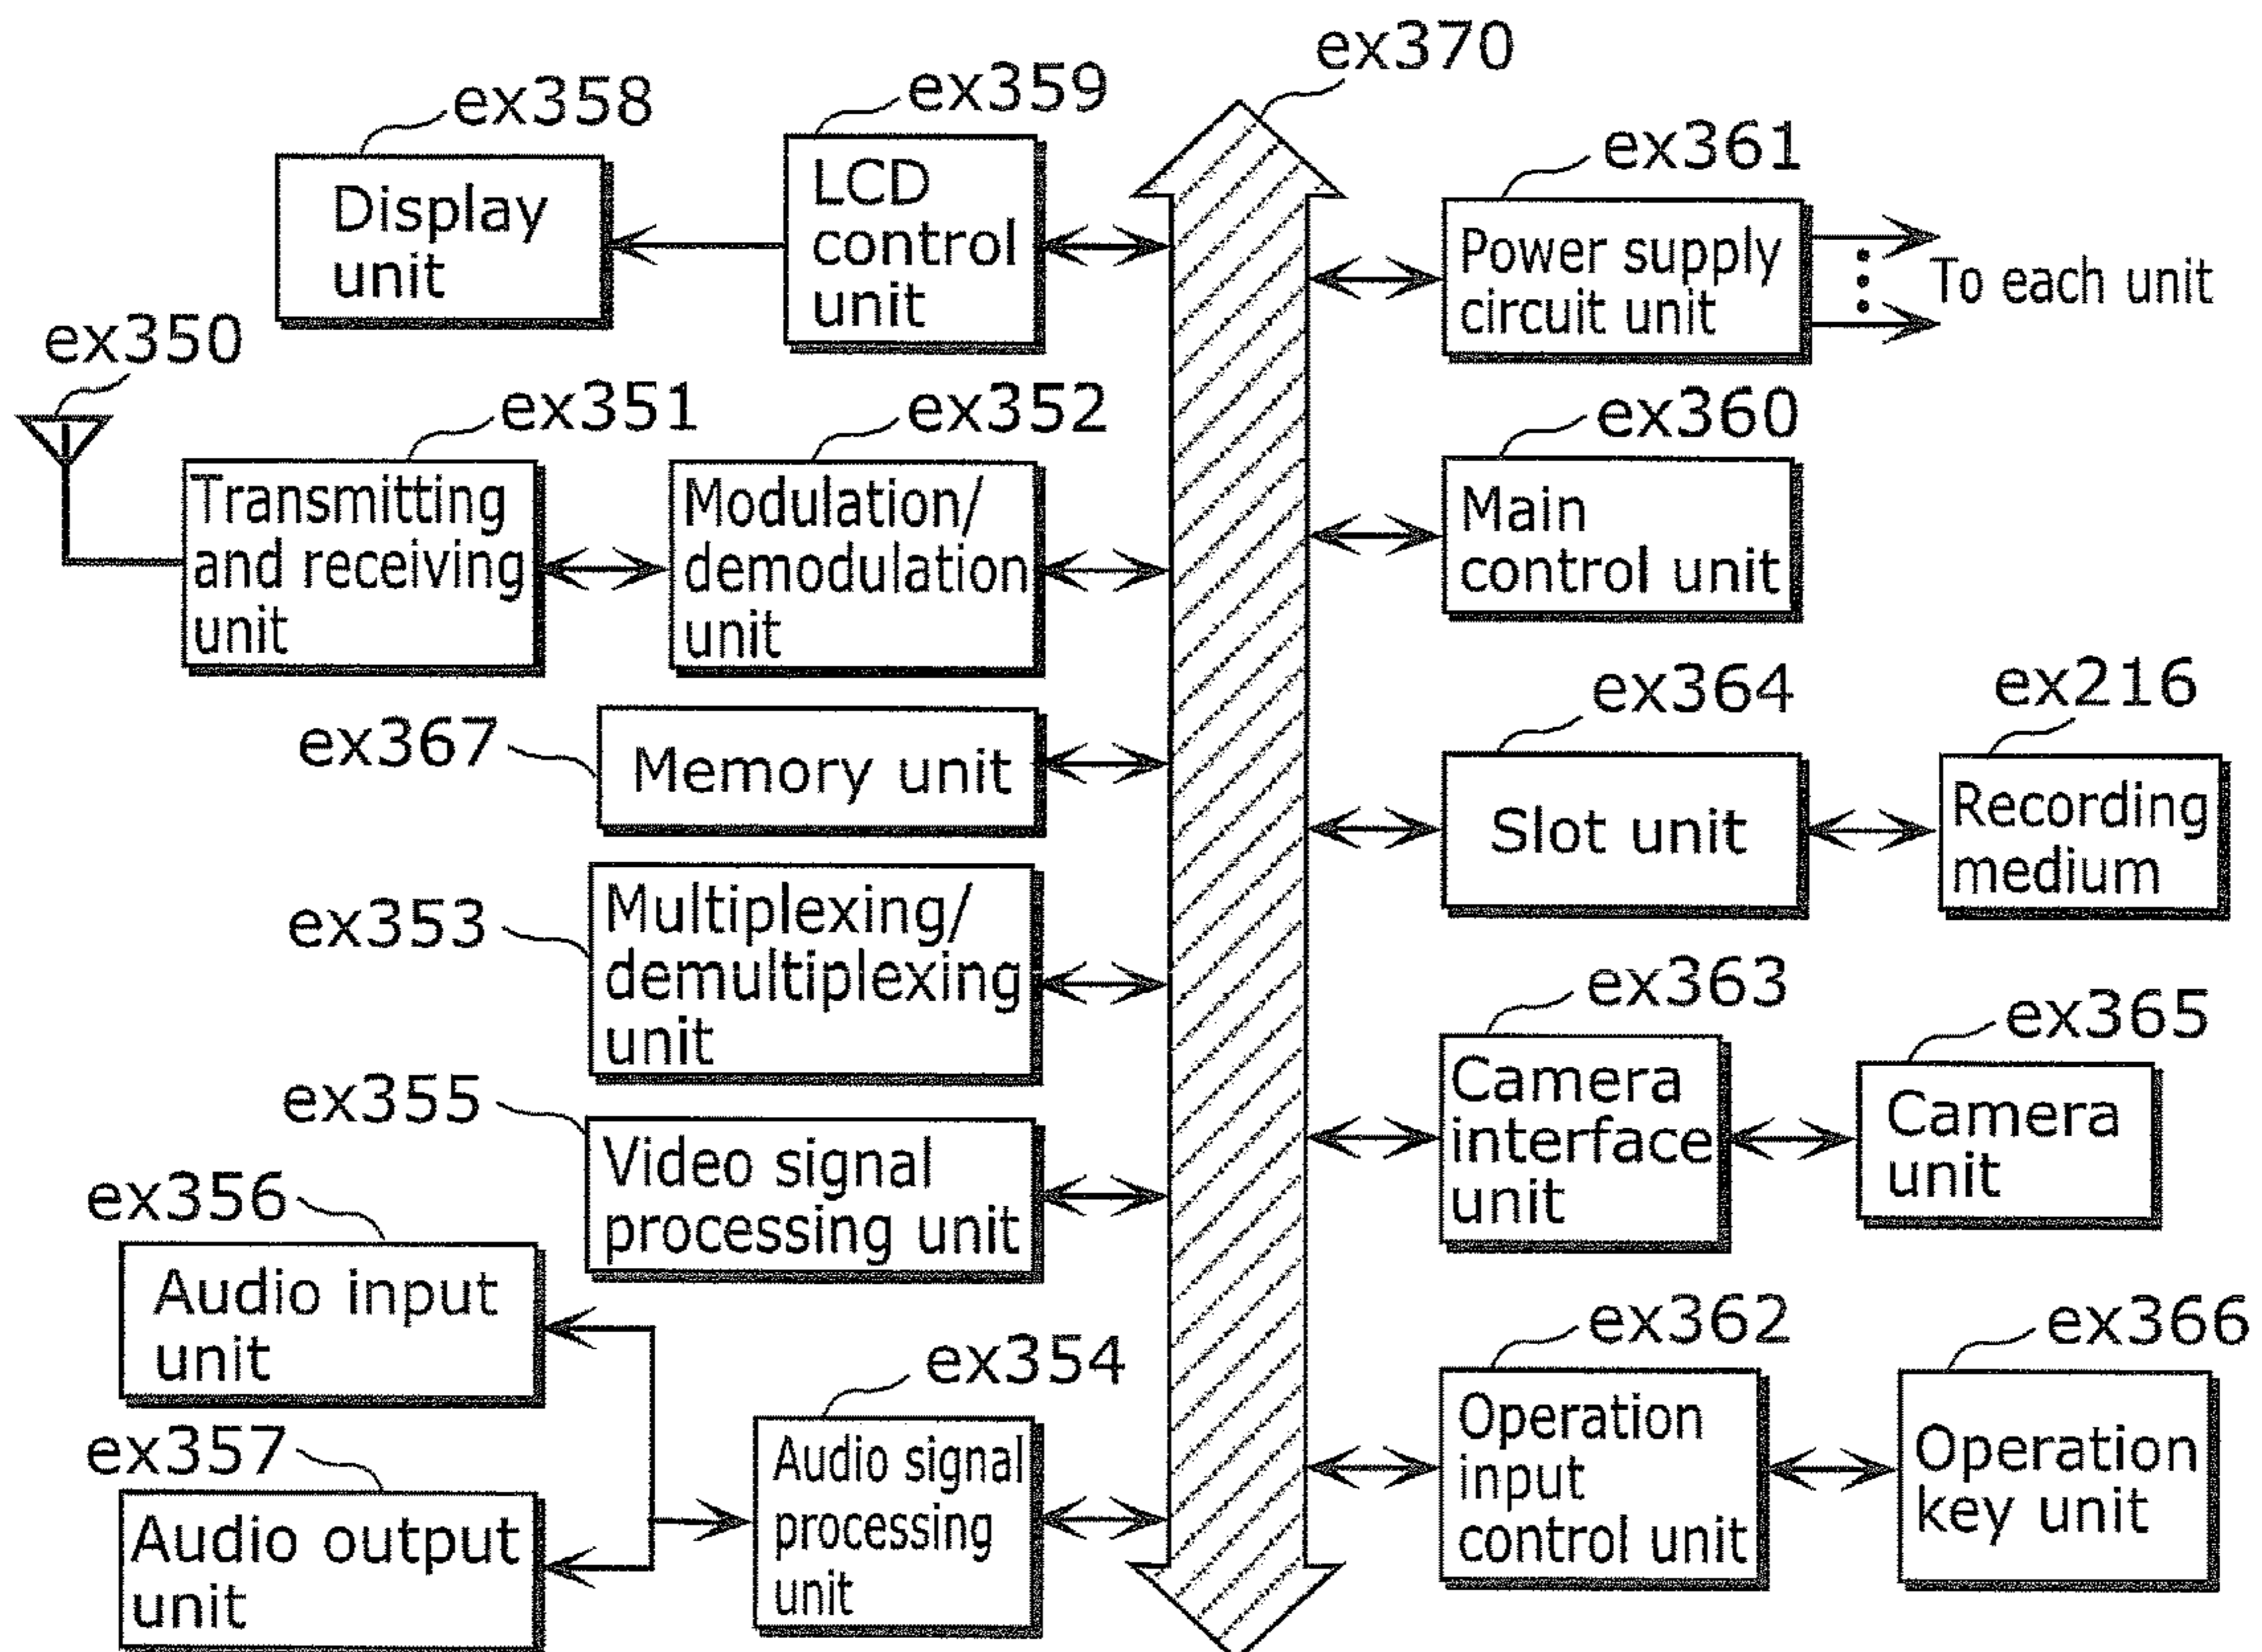 ex370
ex358
ex359
ex361
Display
unit
LCD
control
unit
Power supply
circuit unit
To each unit
ex350
ex351
ex352
ex360
Transmitting
and receiving
unit
Modulation/
demodulation
unit
Main
control unit
ex367
Memory unit
ex364
ex216
Slot unit
Recording
medium
ex353
Multiplexing/
demultiplexing
unit
ex363
ex365
Camera
interface
unit
Camera
unit
ex355
Video signal
processing unit
ex356
Audio input
unit
ex354
ex362
ex366
ex357
Audio output
unit
Audio signal
processing
unit
Operation
input
control unit
Operation
key unit